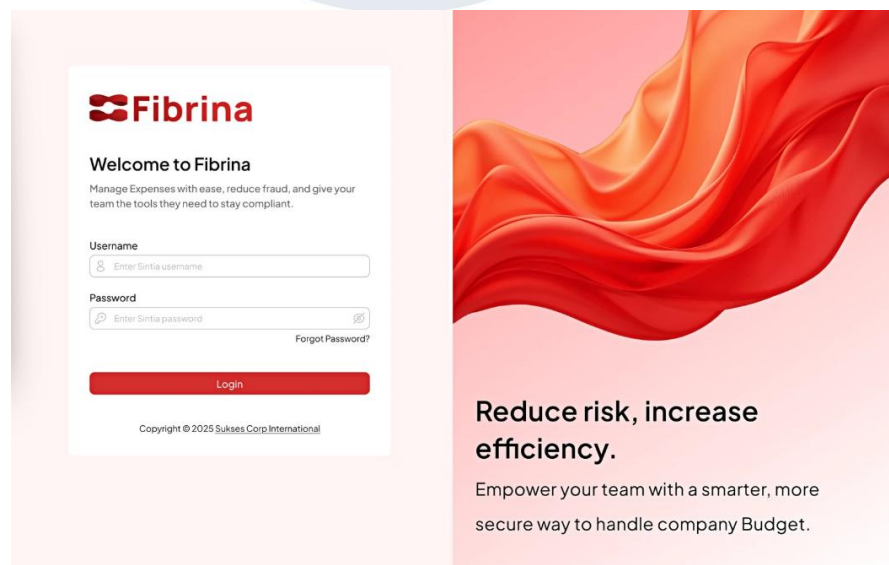 Fibrina
Welcome to Fibrina
Manage Expenses with ease, reduce fraud, and give your
team the tools they need to stay compliant.
Username
Enter Sintia username
Password
Enter Sintia password
Forgot Password?
Login
Copyright © 2025 Sukses Corp International
Reduce risk, increase
efficiency.
Empower your team with a smarter, more
secure way to handle company Budget.